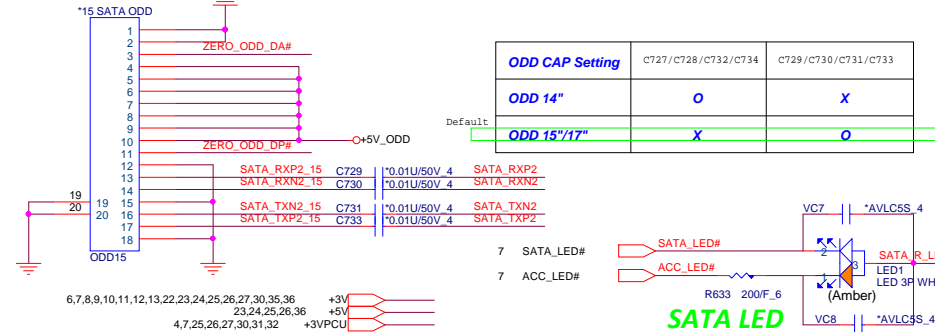 *15 SATA ODD
1
2
3
ZERO_ODD_DA#
4
5
6
7
8
9
10
+5V_ODD
11
ZERO_ODD_DP#
12
13
SATA_RXP2_15 C729 *0.01U/50V_4 SATA_RXP2
14
SATA_RXN2_15 C730 *0.01U/50V_4 SATA_RXN2
15
16
SATA_TXN2_15 C731 *0.01U/50V_4 SATA_TXN2
17
SATA_TXP2_15 C733 *0.01U/50V_4 SATA_TXP2
18
19 19
20 20
ODD15
ODD CAP Setting C727/C728/C732/C734 C729/C730/C731/C733
ODD 14" O X
Default
ODD 15"/17" X O
VC7 *AVLC5S_4
7 SATA_LED# SATA_LED# 2
7 ACC_LED# ACC_LED# 1
3
SATA_R_LE
LED1
LED 3P WH
R633 200/F_6
(Amber)
VC8 *AVLC5S_4
SATA LED
6,7,8,9,10,11,12,13,22,23,24,25,26,27,30,35,36 +3V
23,24,25,26,36 +5V
4,7,25,26,27,30,31,32 +3VPCU